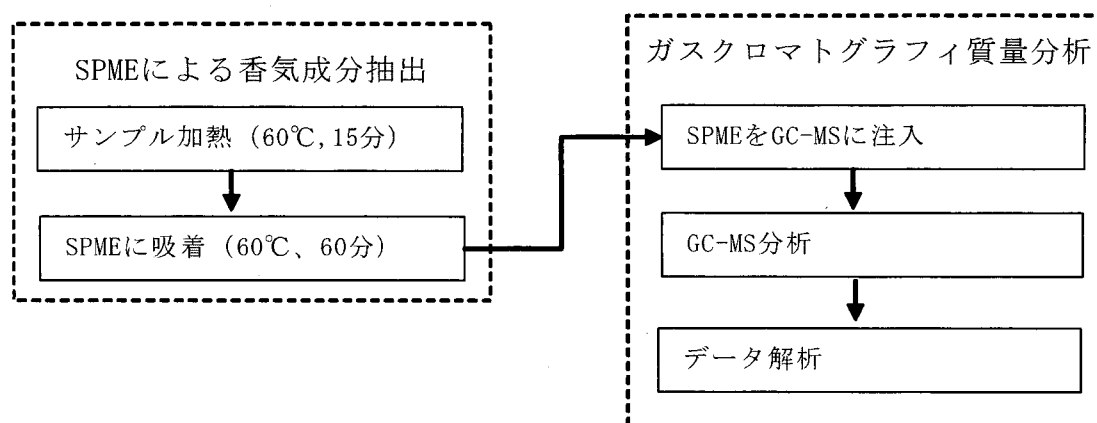 SPMEによる香気成分抽出
サンプル加熱 (60℃,15分)
SPMEに吸着 (60℃、60分)
ガスクロマトグラフィ質量分析
SPMEをGC-MSに注入
GC-MS分析
データ解析